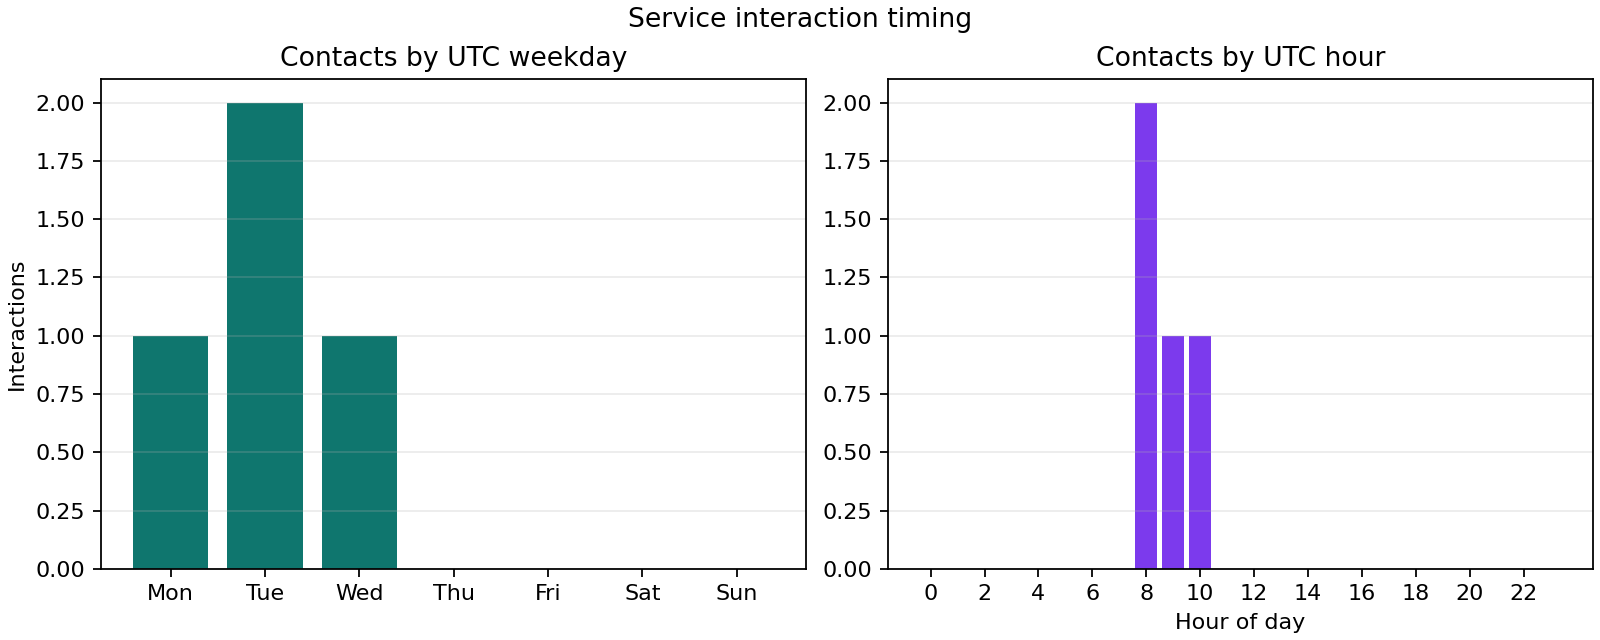 Service interaction timing
Contacts by UTC weekday
Interactions
2.00
1.75
1.50
1.25
1.00
0.75
0.50
0.25
0.00
Mon Tue Wed Thu Fri Sat Sun
Contacts by UTC hour
2.00
1.75
1.50
1.25
1.00
0.75
0.50
0.25
0.00
0 2 4 6 8 10 12 14 16 18 20 22
Hour of day